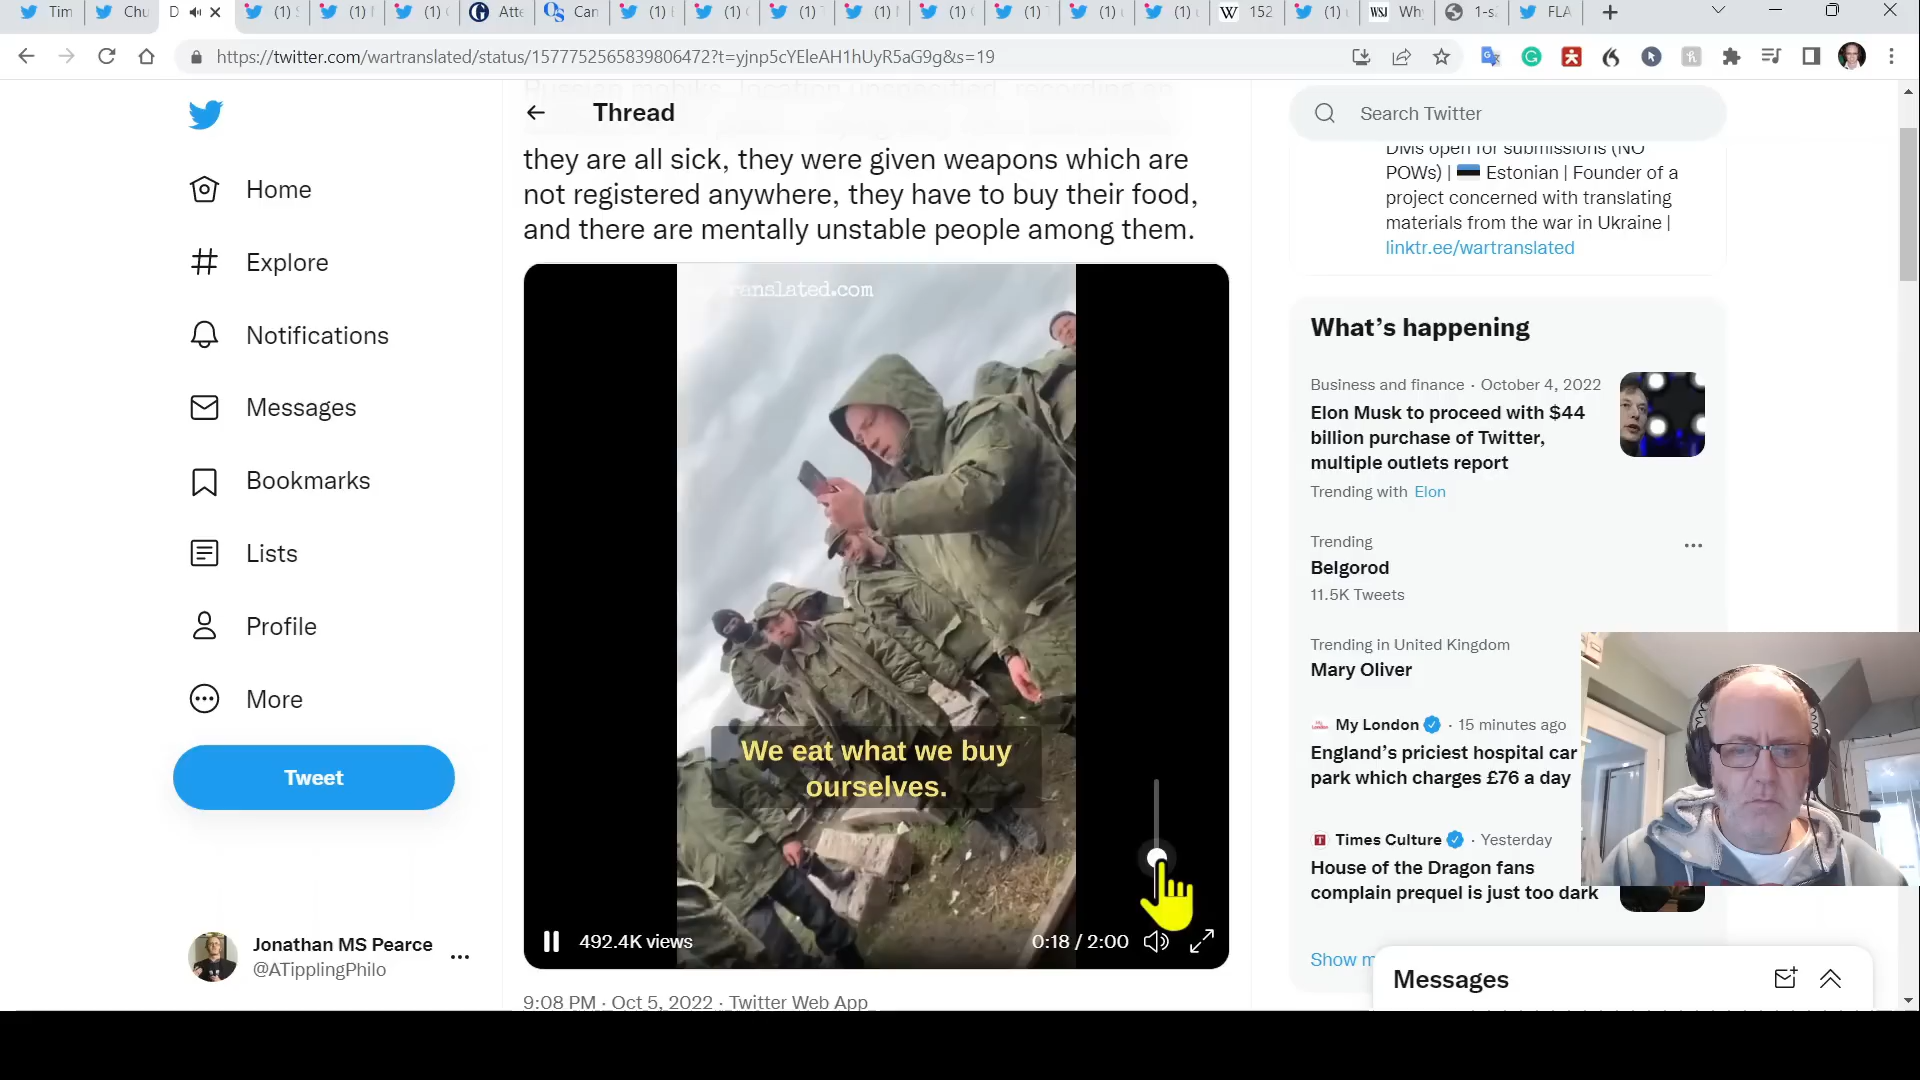 Tim
Chu
D
(1)
(1)
(1)
Atte
Can
(1)
(1)
(1)
(1)
(1)
(1)
(1)
(1)
W
152
(1)
WSJ
Wh
1-s
FLA
https://twitter.com/wartranslated/status/1577752565839806472?t=yjnp5cYEleAH1hUyR5aG9g&s=19
Home
Explore
Notifications
Messages
Bookmarks
Lists
Profile
More
Tweet
Jonathan MS Pearce
@ATipplingPhilo
Thread
they are all sick, they were given weapons which are
not registered anywhere, they have to buy their food,
and there are mentally unstable people among them.
ranslated.com
We eat what we buy
ourselves.
492.4K views
0:18 / 2:00
9:08 PM · Oct 5, 2022 · Twitter Web App
Search Twitter
DMs open for submissions (NO
POWs) | Estonian | Founder of a
project concerned with translating
materials from the war in Ukraine |
linktr.ee/wartranslated
What's happening
Business and finance · October 4, 2022
Elon Musk to proceed with $44
billion purchase of Twitter,
multiple outlets report
Trending with Elon
Trending
Belgorod
11.5K Tweets
Trending in United Kingdom
Mary Oliver
My London · 15 minutes ago
England's priciest hospital car
park which charges £76 a day
Times Culture · Yesterday
House of the Dragon fans
complain prequel is just too dark
Show m
Messages